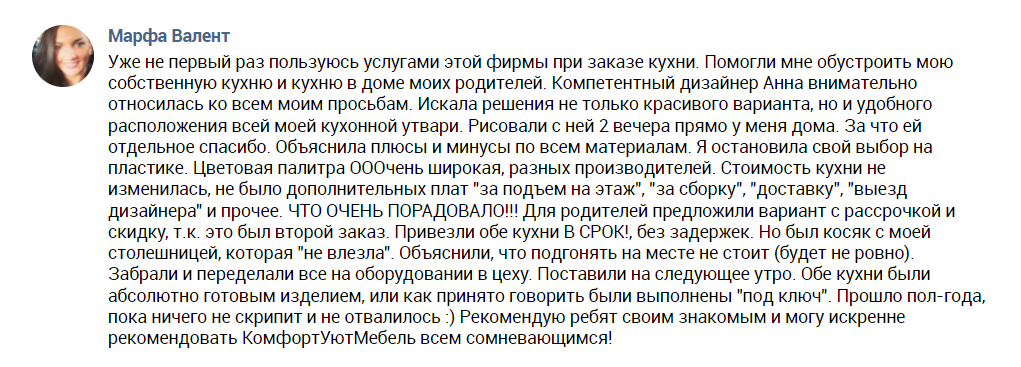 Марфа Валент
Уже не первый раз пользуюсь услугами этой фирмы при заказе кухни. Помогли мне обустроить мою
собственную кухню и кухню в доме моих родителей. Компетентный дизайнер Анна внимательно
относилась ко всем моим просьбам. Искала решения не только красивого варианта, но и удобного
расположения всей моей кухонной утвари. Рисовали с ней 2 вечера прямо у меня дома. За что ей
отдельное спасибо. Объяснила плюсы и минусы по всем материалам. Я остановила свой выбор на
пластике. Цветовая палитра ОООчень широкая, разных производителей. Стоимость кухни не
изменилась, не было дополнительных плат "за подъем на этаж", "за сборку", "доставку", "выезд
дизайнера" и прочее. ЧТО ОЧЕНЬ ПОРАДОВАЛО!!! Для родителей предложили вариант с рассрочкой и
скидку, т.к. это был второй заказ. Привезли обе кухни В СРОК!, без задержек. Но был косяк с моей
столешницей, которая "не влезла". Объяснили, что подгонять на месте не стоит (будет не ровно).
Забрали и переделали все на оборудовании в цеху. Поставили на следующее утро. Обе кухни были
абсолютно готовым изделием, или как принято говорить были выполнены "под ключ". Прошло пол-года,
пока ничего не скрипит и не отвалилось :) Рекомендую ребят своим знакомым и могу искренне
рекомендовать КомфортУютМебель всем сомневающимся!